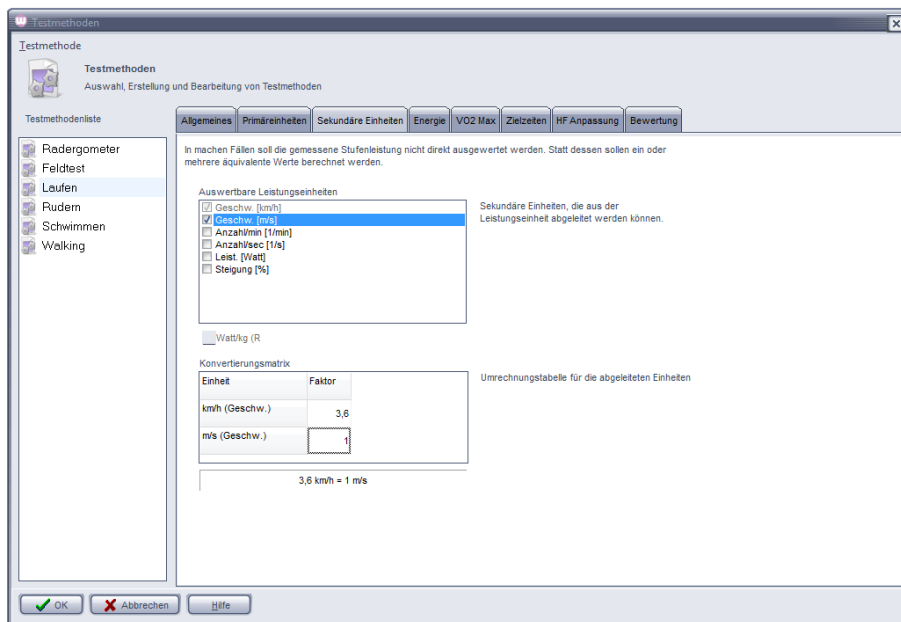 Testmethoden
Testmethode
Testmethoden
Auswahl, Erstellung und Bearbeitung von Testmethoden
Testmethodenliste
Allgemeines Primäreinheiten Sekundäre Einheiten Energie VO2 Max Zielzeiten HF Anpassung Bewertung
Radergometer
Feldtest
Laufen
Rudern
Schwimmen
Walking
In machen Fällen soll die gemessene Stufenleistung nicht direkt ausgewertet werden. Statt dessen sollen ein oder
mehrere äquivalente Werte berechnet werden.
Auswertbare Leistungseinheiten
Geschw. [km/h]
Geschw. [m/s]
Anzahl/min [1/min]
Anzahl/sec [1/s]
Leist. [Watt]
Steigung [%]
Sekundäre Einheiten, die aus der
Leistungseinheit abgeleitet werden können.
Watt/kg (R
Konvertierungsmatrix
Einheit Faktor
km/h (Geschw.) 3,6
m/s (Geschw.) 1
Umrechnungstabelle für die abgeleiteten Einheiten
3,6 km/h = 1 m/s
OK Abbrechen Hilfe